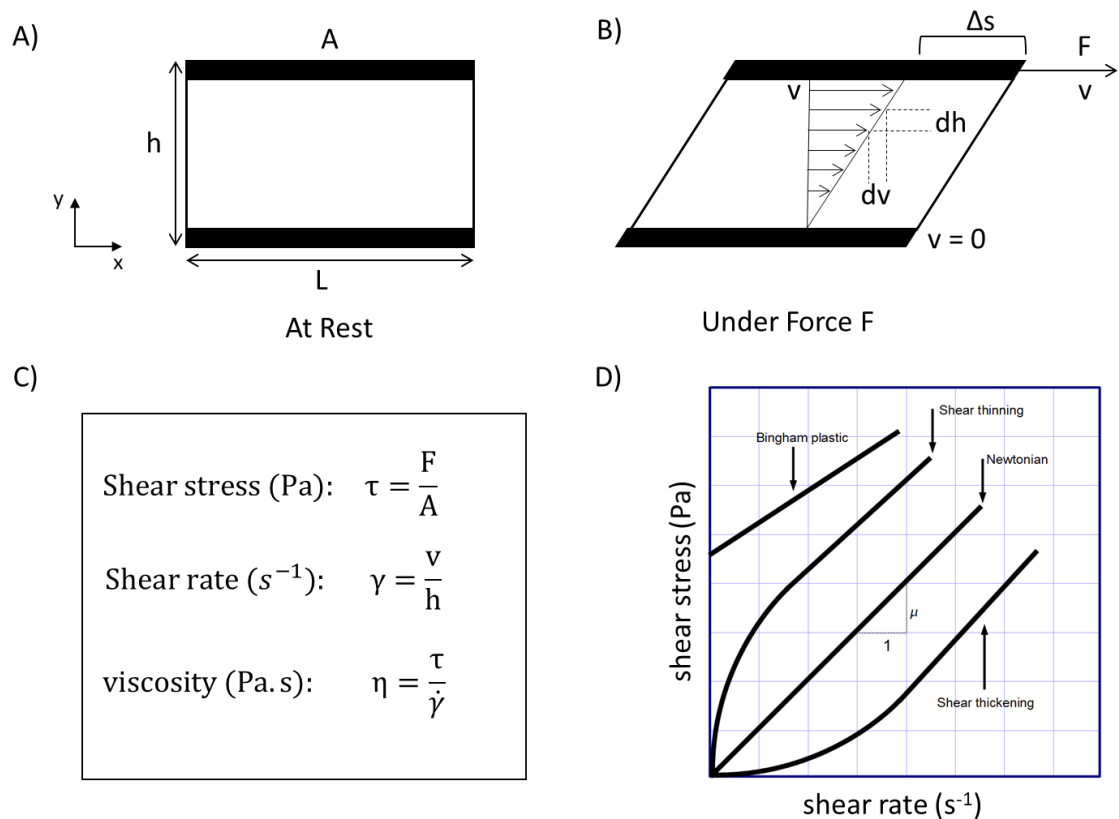 A)
A
h
y
x
L
At Rest
B)
Δs
F
v
v
dh
dv
v = 0
Under Force F
C)
Shear stress (Pa): τ = F/A
Shear rate (s⁻¹): γ = v/h
viscosity (Pa. s): η = τ/γ̇
D)
Shear thinning
Bingham plastic
Newtonian
μ
1
Shear thickening
shear stress (Pa)
shear rate (s⁻¹)